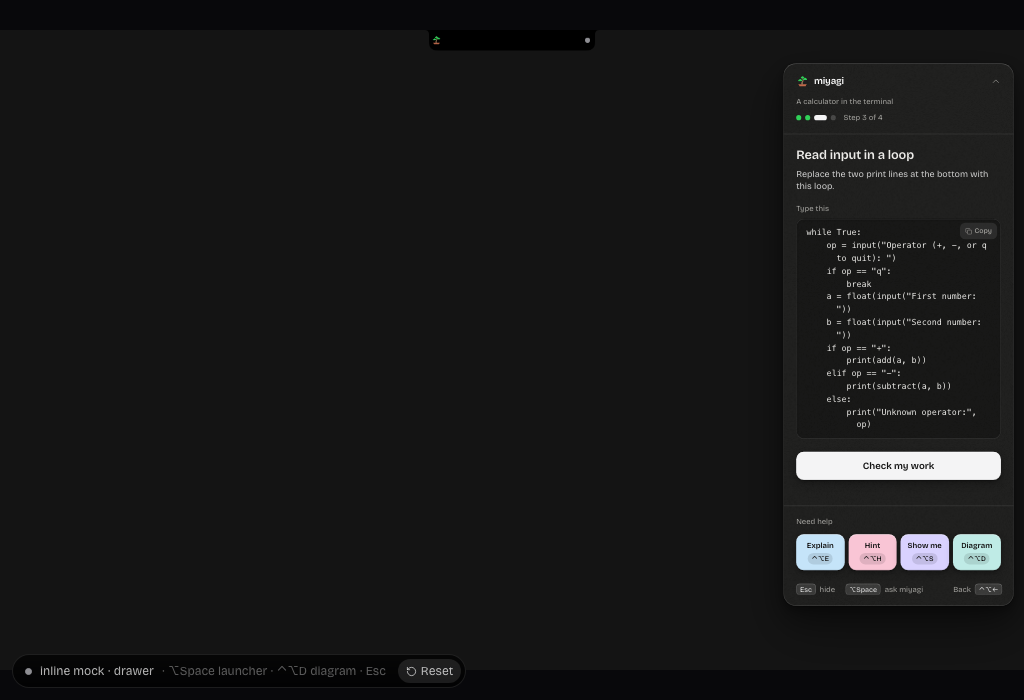 miyagi
A calculator in the terminal
Step 3 of 4
Read input in a loop
Replace the two print lines at the bottom with
this loop.
Type this
Copy
while True:
    op = input("Operator (+, −, or q
      to quit): ")
    if op == "q":
        break
    a = float(input("First number:
      "))
    b = float(input("Second number:
      "))
    if op == "+":
        print(add(a, b))
    elif op == "−":
        print(subtract(a, b))
    else:
        print("Unknown operator:",
          op)
Check my work
Need help
Explain Hint Show me Diagram
⌃⌥E ⌃⌥H ⌃⌥S ⌃⌥D
Esc hide ⌥Space ask miyagi Back ⌃⌥←
inline mock · drawer · ⌥Space launcher · ⌃⌥D diagram · Esc Reset